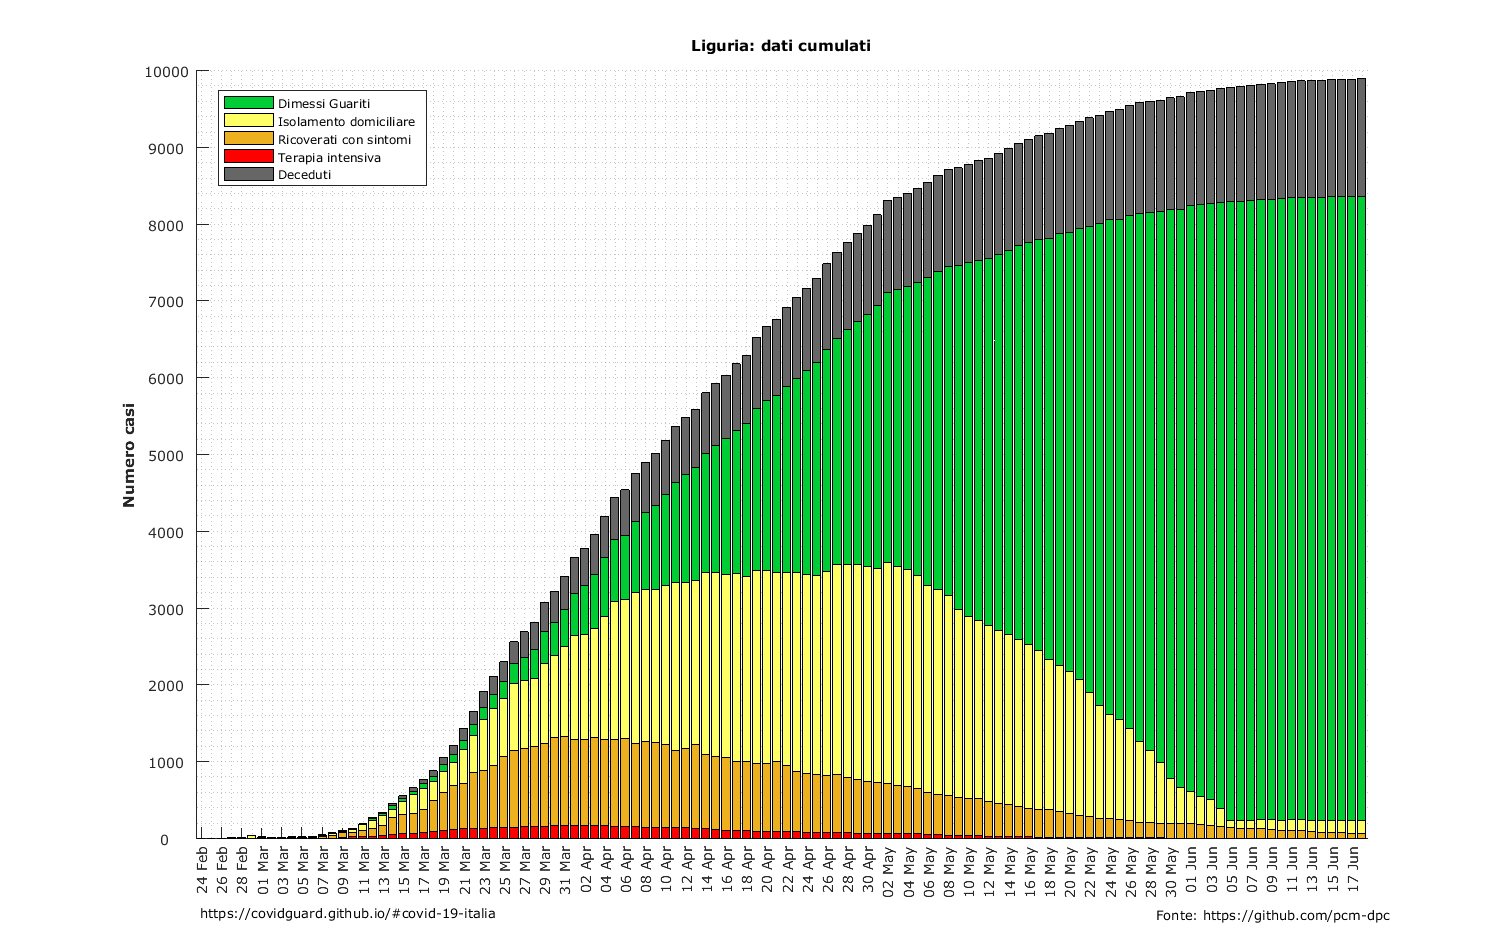 Liguria: dati cumulati
10000
9000
8000
7000
6000
5000
4000
3000
2000
1000
0
Numero casi
Dimessi Guariti
Isolamento domiciliare
Ricoverati con sintomi
Terapia intensiva
Deceduti
24 Feb
26 Feb
28 Feb
01 Mar
03 Mar
05 Mar
07 Mar
09 Mar
11 Mar
13 Mar
15 Mar
17 Mar
19 Mar
21 Mar
23 Mar
25 Mar
27 Mar
29 Mar
31 Mar
02 Apr
04 Apr
06 Apr
08 Apr
10 Apr
12 Apr
14 Apr
16 Apr
18 Apr
20 Apr
22 Apr
24 Apr
26 Apr
28 Apr
30 Apr
02 May
04 May
06 May
08 May
10 May
12 May
14 May
16 May
18 May
20 May
22 May
24 May
26 May
28 May
30 May
01 Jun
03 Jun
05 Jun
07 Jun
09 Jun
11 Jun
13 Jun
15 Jun
17 Jun
https://covidguard.github.io/#covid-19-italia
Fonte: https://github.com/pcm-dpc